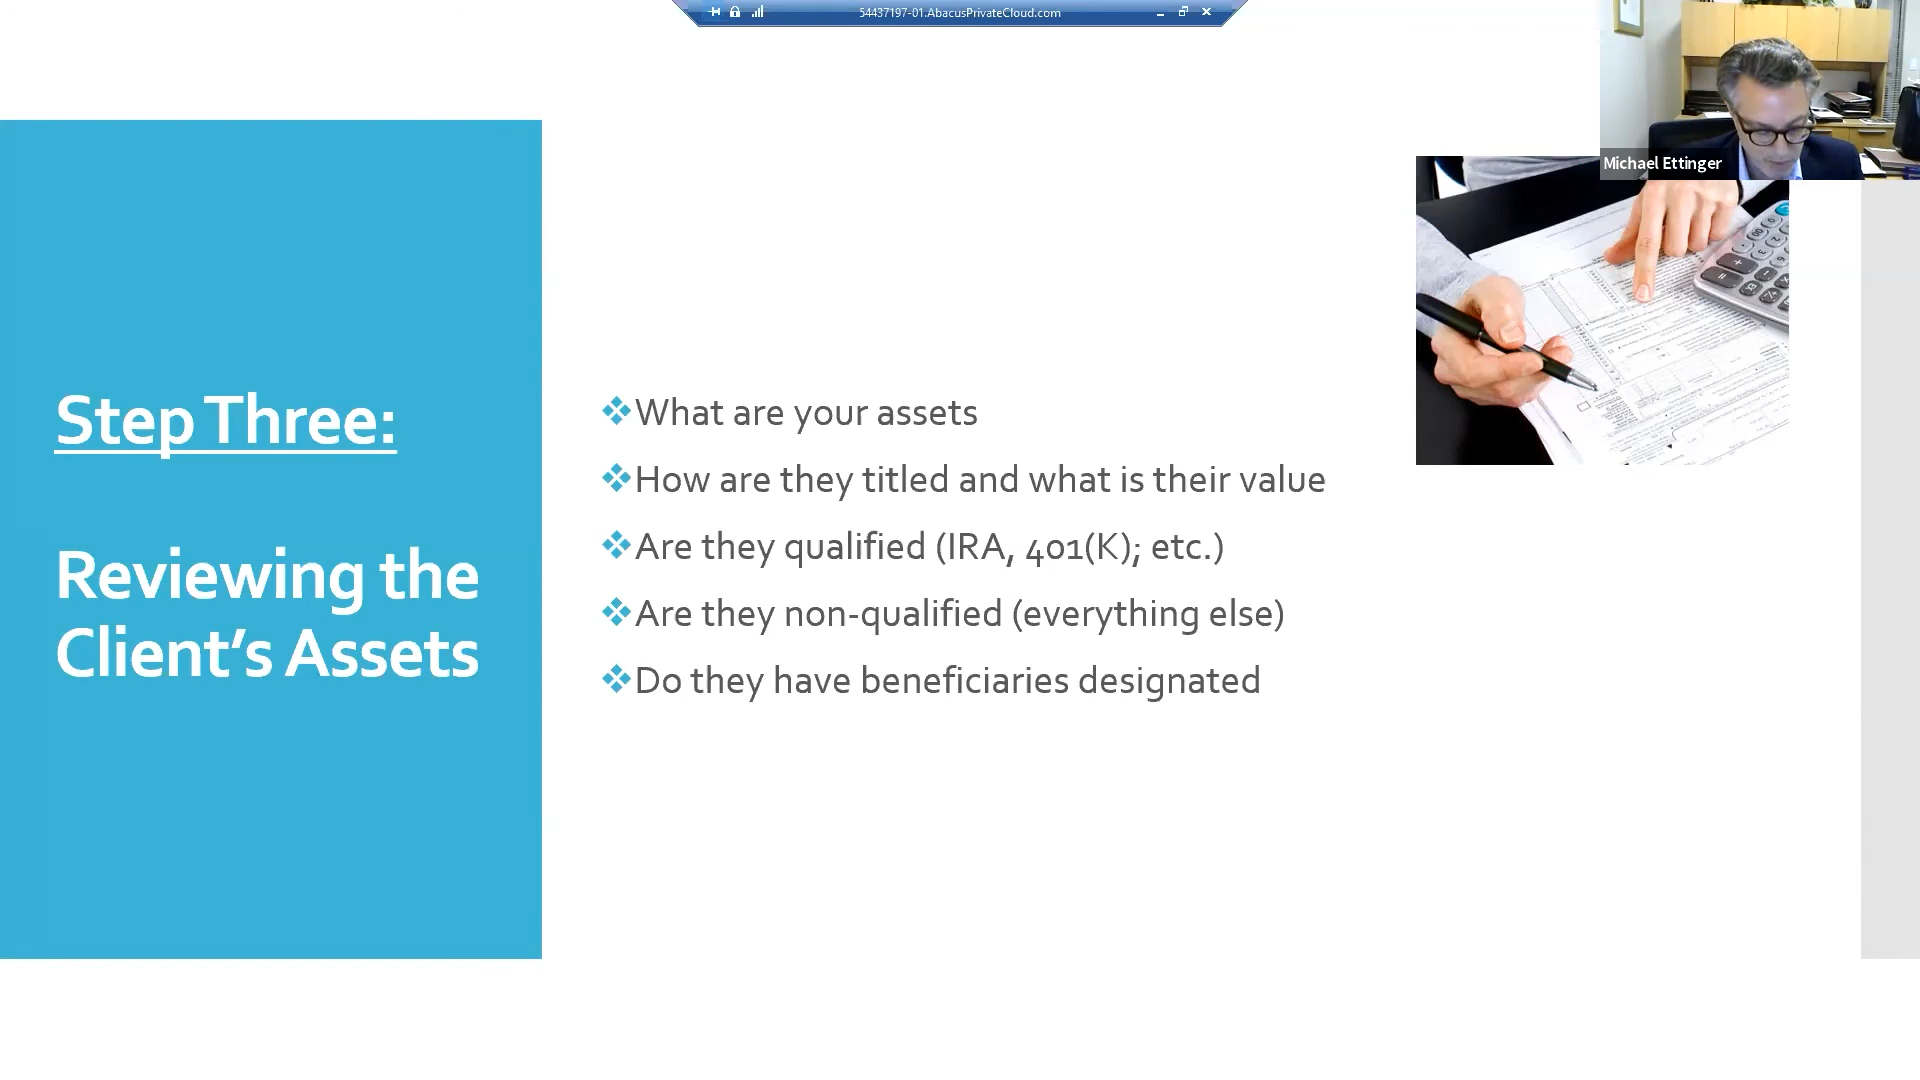 54437197-01.AbacusPrivateCloud.com
Michael Ettinger
Step Three:
Reviewing the
Client’s Assets
What are your assets
How are they titled and what is their value
Are they qualified (IRA, 401(K); etc.)
Are they non-qualified (everything else)
Do they have beneficiaries designated